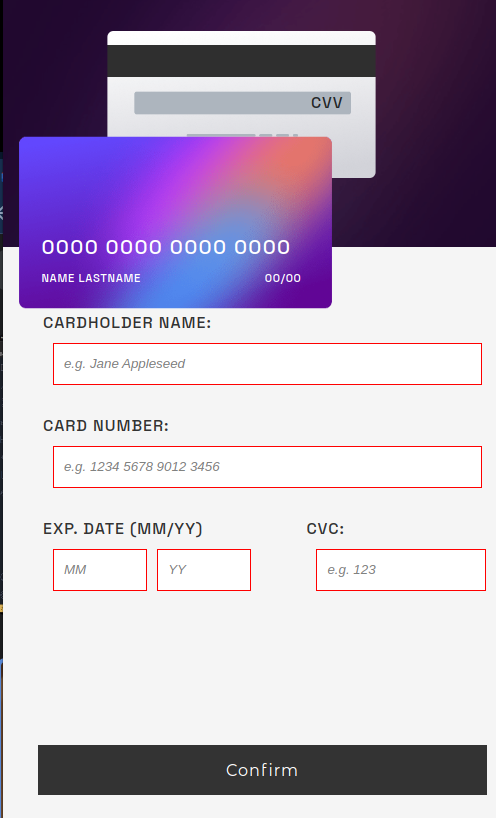 CVV
0000 0000 0000 0000
NAME LASTNAME 00/00
CARDHOLDER NAME:
e.g. Jane Appleseed
CARD NUMBER:
e.g. 1234 5678 9012 3456
EXP. DATE (MM/YY) CVC:
MM YY e.g. 123
Confirm